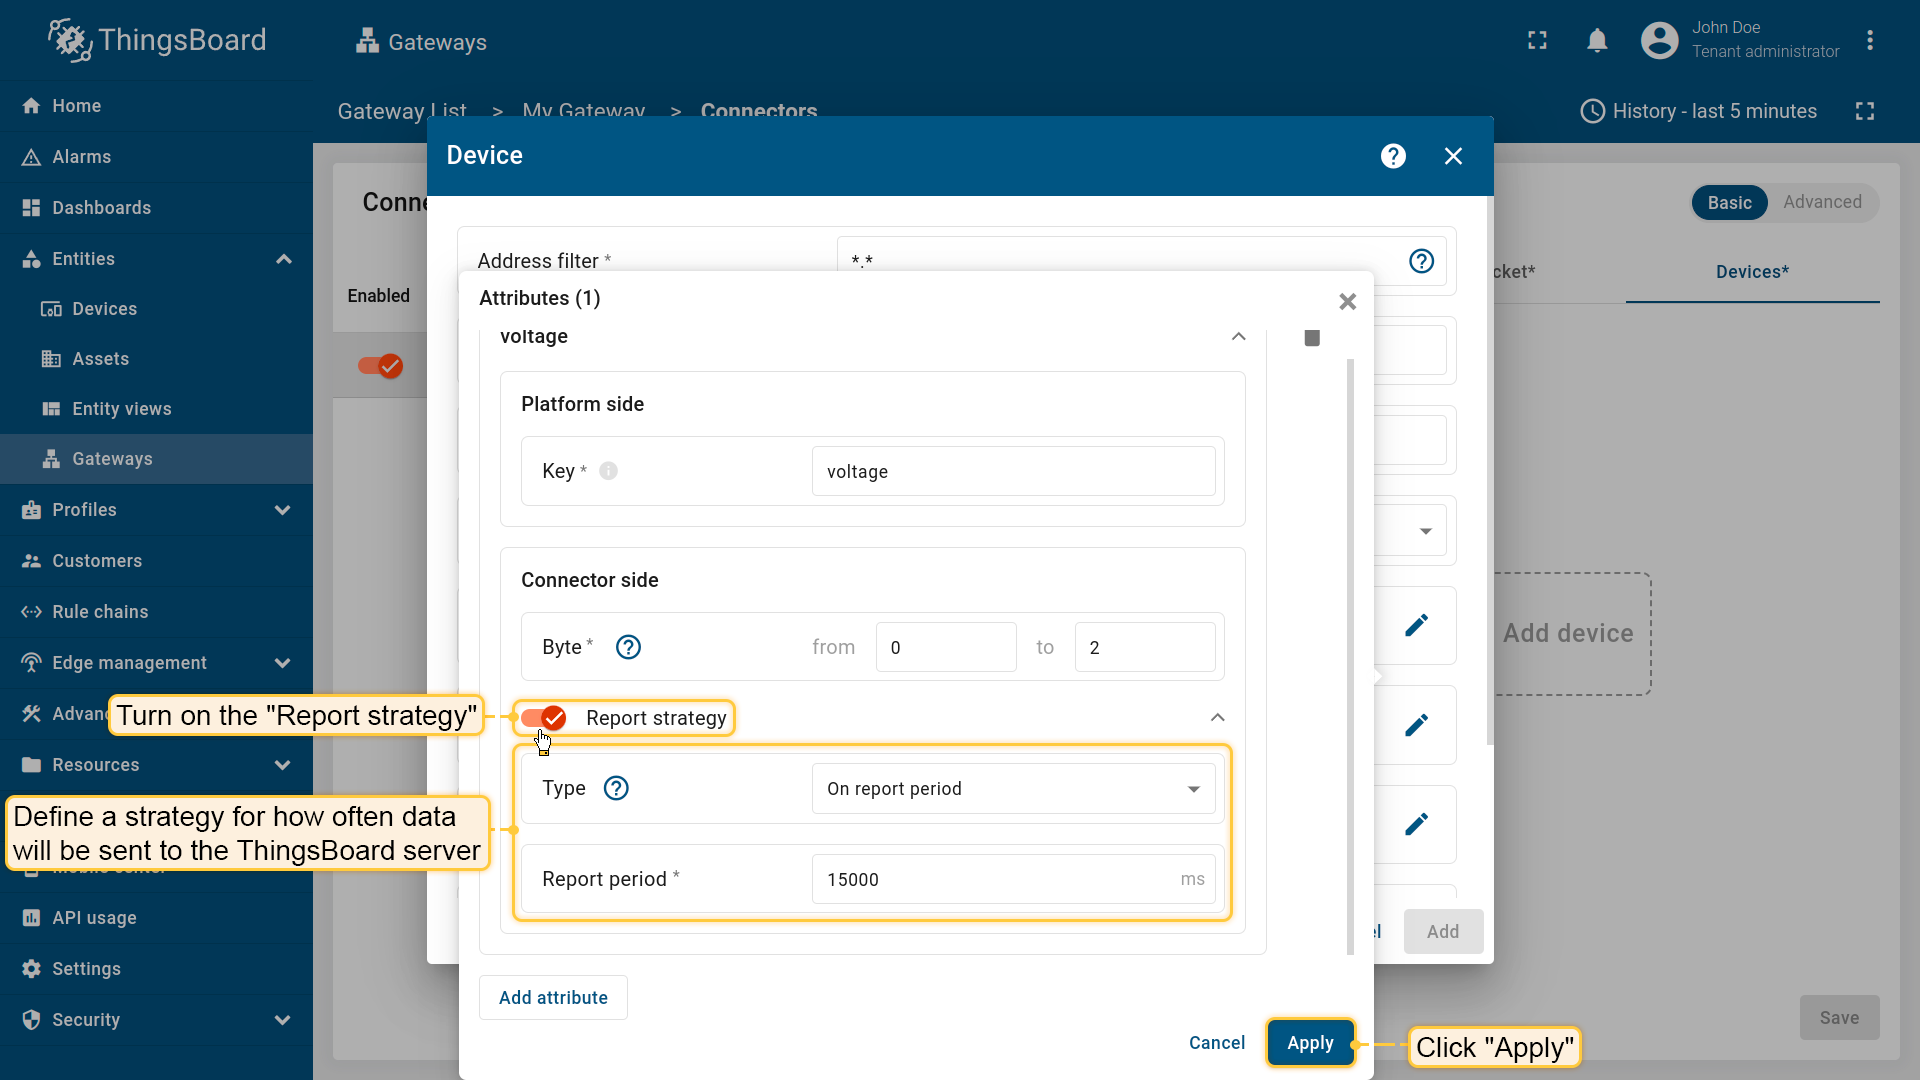 ThingsBoard
Gateways
John Doe
Tenant administrator
Home
Alarms
Dashboards
Entities
Devices
Assets
Entity views
Gateways
Profiles
Customers
Rule chains
Edge management
Advan
Resources
API usage
Settings
Security
Gateway List > My Gateway > Connectors
History - last 5 minutes
Conne
Enabled
Basic
Advanced
cket*
Devices*
Add device
Save
Device
Address filter *
*.*
el
Add
Attributes (1)
voltage
Platform side
Key *
voltage
Connector side
Byte *
from
0
to
2
Report strategy
Type
On report period
Report period *
15000
ms
Add attribute
Cancel
Apply
Turn on the "Report strategy"
Define a strategy for how often data
will be sent to the ThingsBoard server
Click "Apply"